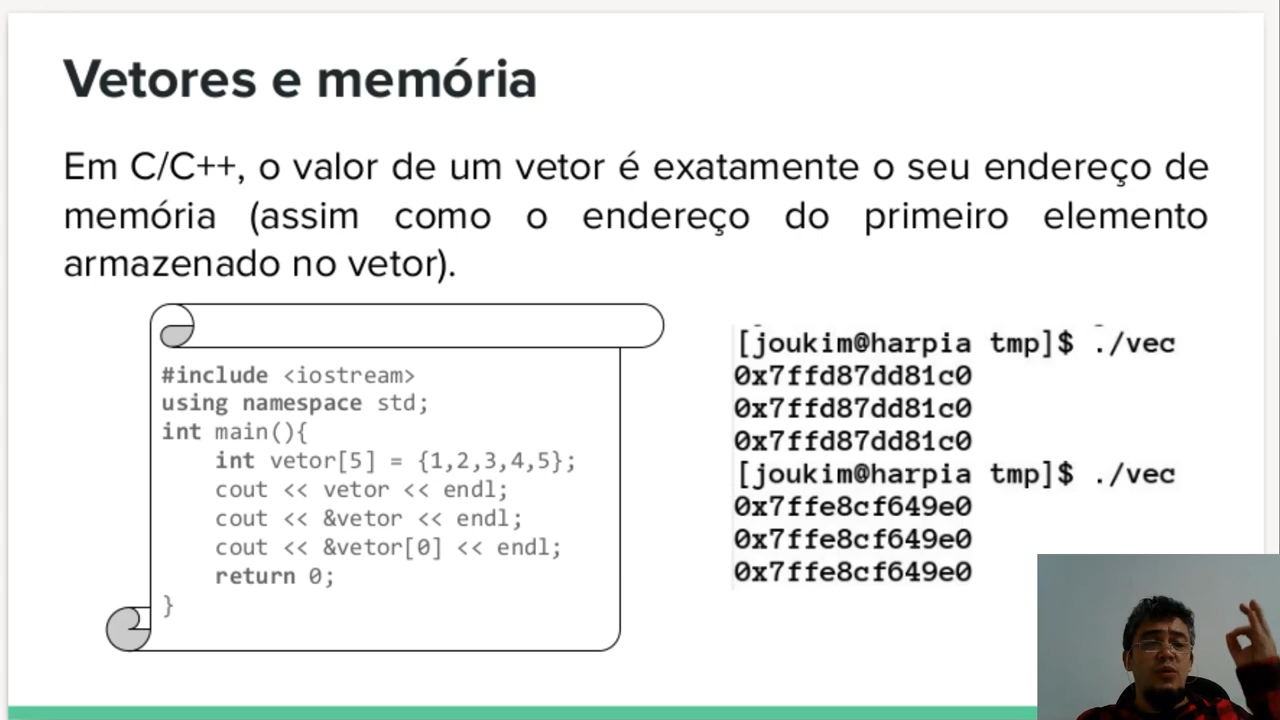 Vetores e memória
Em C/C++, o valor de um vetor é exatamente o seu endereço de
memória (assim como o endereço do primeiro elemento
armazenado no vetor).
#include <iostream>
using namespace std;
int main(){
    int vetor[5] = {1,2,3,4,5};
    cout << vetor << endl;
    cout << &vetor << endl;
    cout << &vetor[0] << endl;
    return 0;
}
[joukim@harpia tmp]$ ./vec
0x7ffd87dd81c0
0x7ffd87dd81c0
0x7ffd87dd81c0
[joukim@harpia tmp]$ ./vec
0x7ffe8cf649e0
0x7ffe8cf649e0
0x7ffe8cf649e0